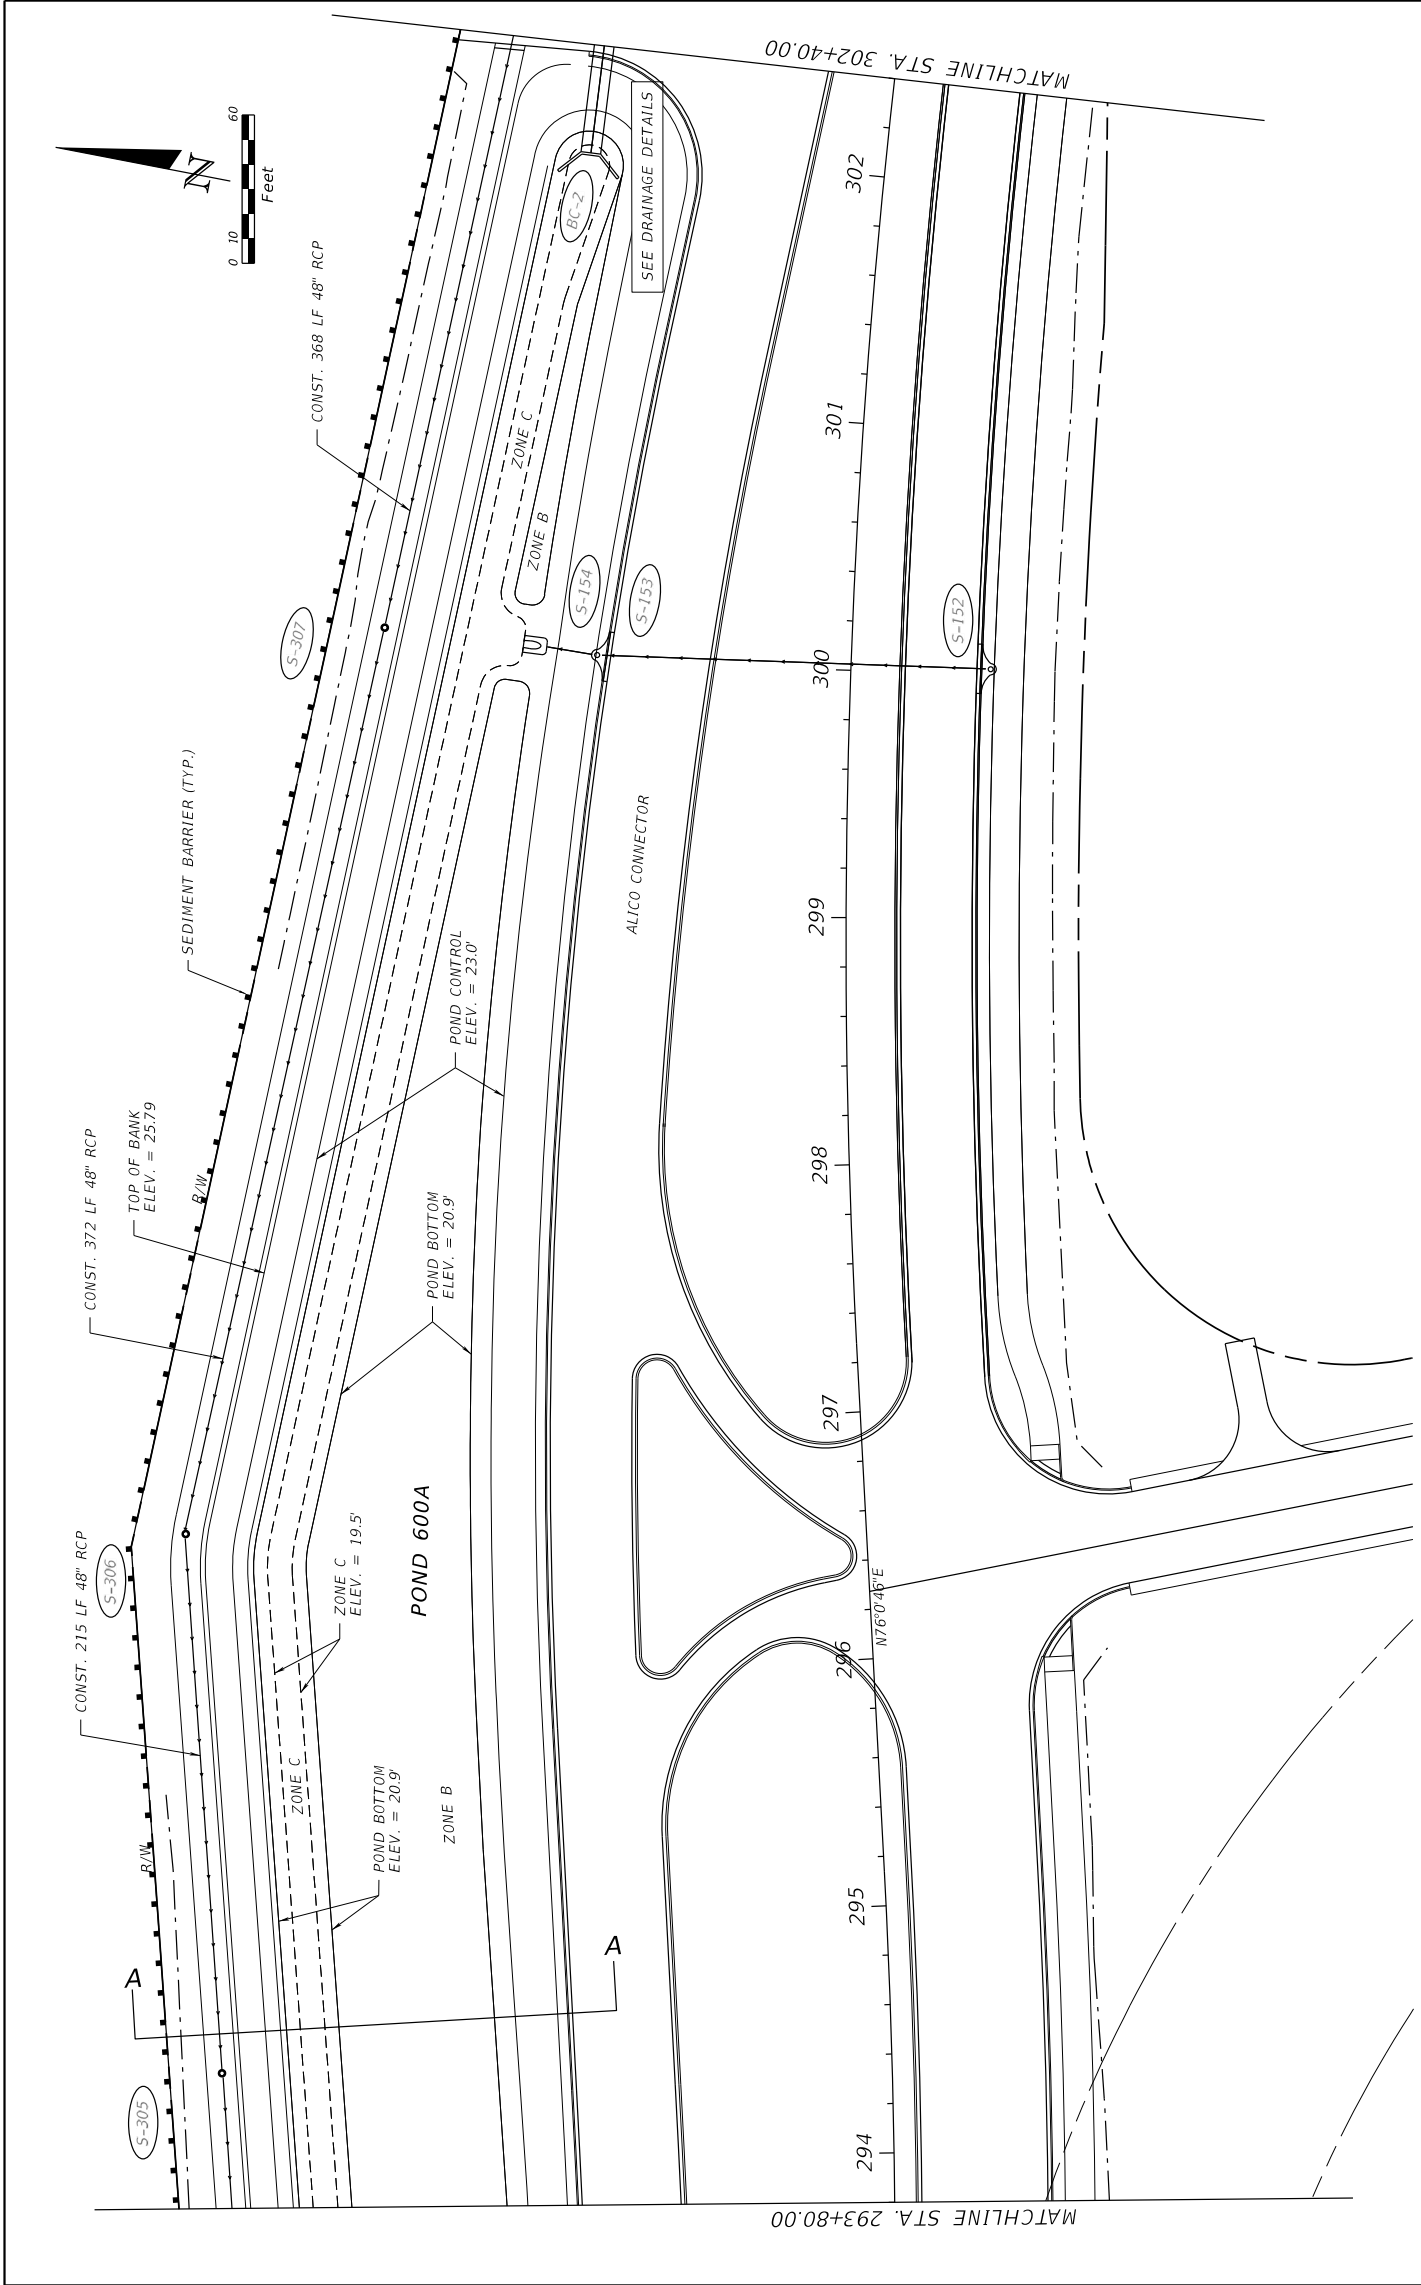 MATCHLINE STA. 302+40.00
0 10 60
Feet
N
CONST. 368 LF 48" RCP
SEE DRAINAGE DETAILS
BC-2
302
301
ZONE C
ZONE B
S-307
S-154
S-153
S-152
300
SEDIMENT BARRIER (TYP.)
ALICO CONNECTOR
299
POND CONTROL
ELEV. = 23.0'
CONST. 372 LF 48" RCP
TOP OF BANK
ELEV. = 25.79
R/W
298
POND BOTTOM
ELEV. = 20.9'
297
CONST. 215 LF 48" RCP
S-306
ZONE C
ELEV. = 19.5'
POND 600A
N76°0'46"E
296
R/W
ZONE C
POND BOTTOM
ELEV. = 20.9'
ZONE B
295
A
A
S-305
294
MATCHLINE STA. 293+80.00